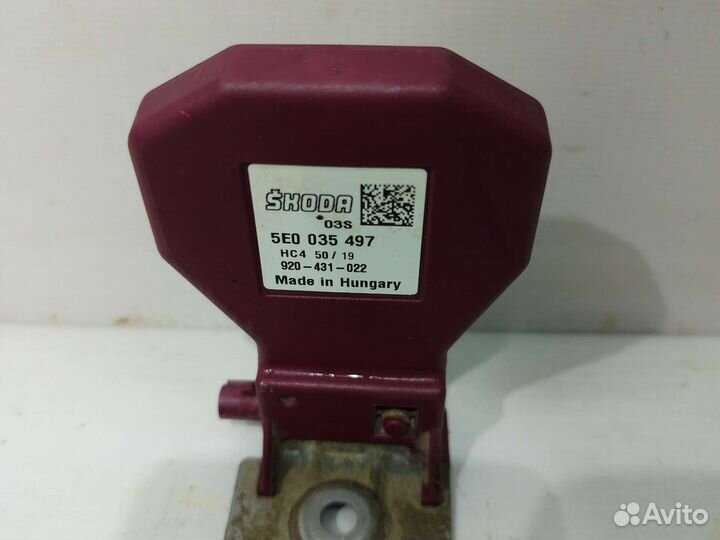 ŠKODA
*03S
5E0 035 497
HC4 50 / 19
920-431-022
Made in Hungary
Avito